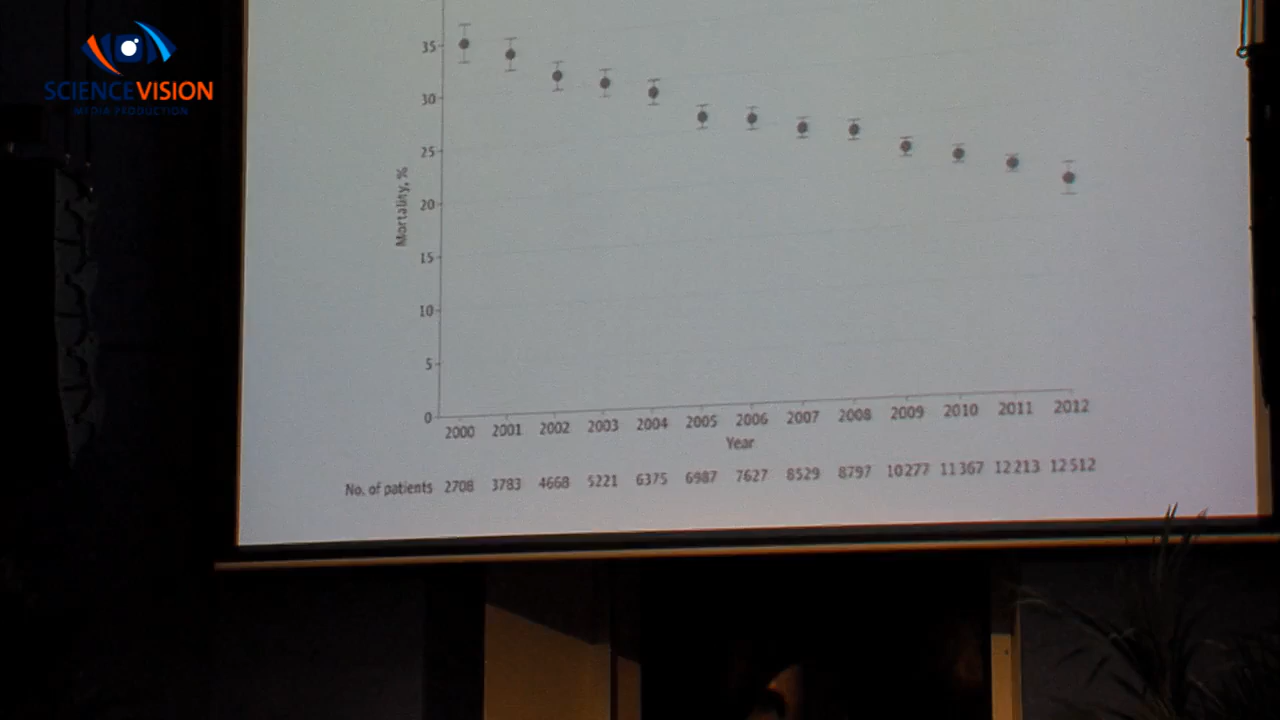 SCIENCEVISION
MEDIA PRODUCTION
35
30
25
20
15
10
5
0
Mortality, %
2000 2001 2002 2003 2004 2005 2006 2007 2008 2009 2010 2011 2012
Year
No. of patients 2708 3783 4668 5221 6375 6987 7627 8529 8797 10277 11367 12213 12512